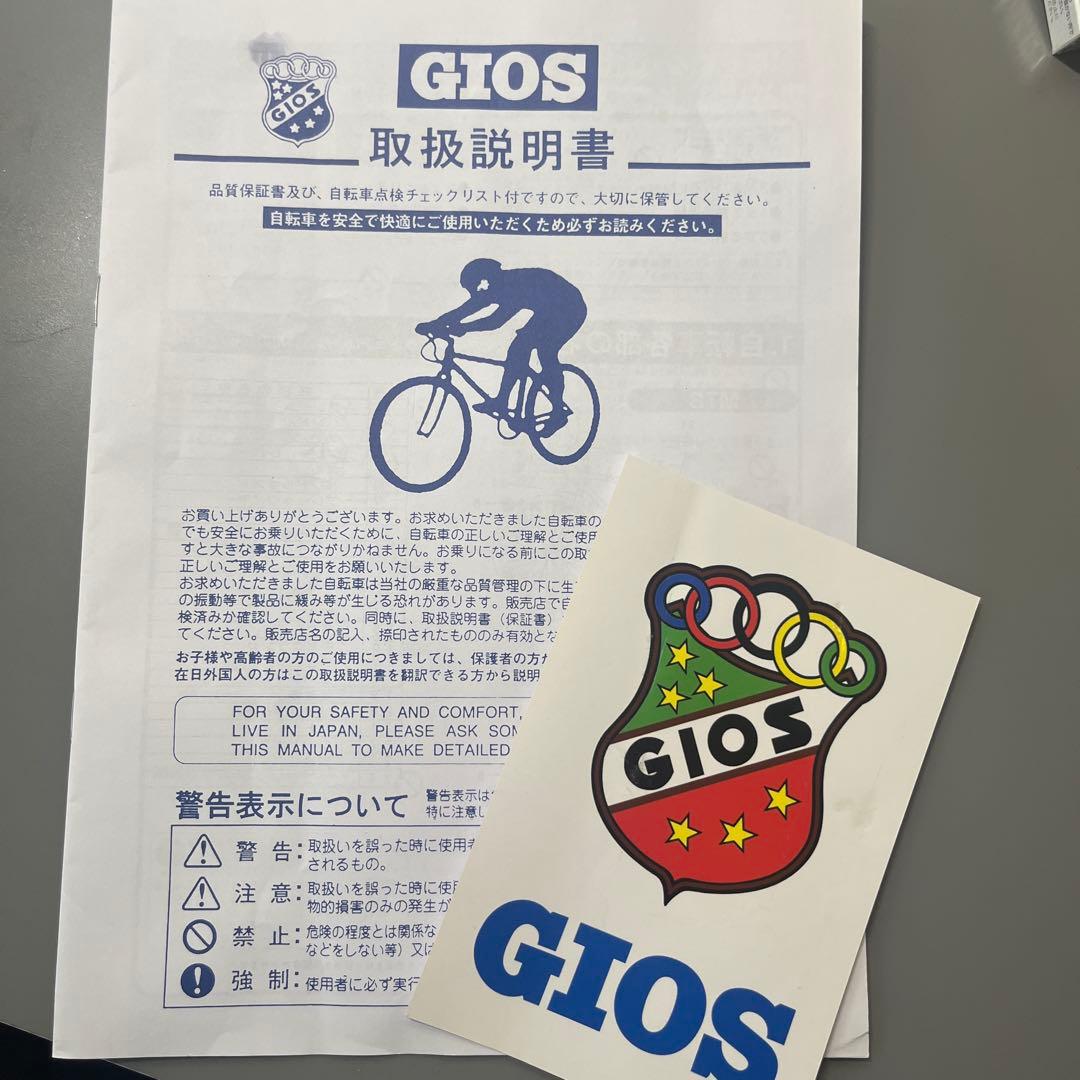 GIOS
GIOS
取扱説明書
品質保証書及び、自転車点検チェックリスト付ですので、大切に保管してください。
自転車を安全で快適にご使用いただくため必ずお読みください。
お買い上げありがとうございます。お求めいただきました自転車の
でも安全にお乗りいただくために、自転車の正しいご理解とご使用
すと大きな事故につながりかねません。お乗りになる前にこの取
正しいご理解とご使用をお願いいたします。
お求めいただきました自転車は当社の厳重な品質管理の下に生
の振動等で製品に緩み等が生じる恐れがあります。販売店で
検済みか確認してください。同時に、取扱説明書（保証書）
てください。販売店名の記入、捺印されたもののみ有効とな
お子様や高齢者の方のご使用につきましては、保護者の方が
在日外国人の方はこの取扱説明書を翻訳できる方から説明
FOR YOUR SAFETY AND COMFORT,
LIVE IN JAPAN, PLEASE ASK
THIS MANUAL TO MAKE DETAILED
警告表示について
警告表示は
特に注意し
警 告:取扱いを誤った時に使用者
されるもの。
注 意:取扱いを誤った時に使用
物的損害のみの発生が
禁 止:危険の程度とは関係な
などをしない等）又は
強 制:使用者に必ず実行
GIOS
GIOS